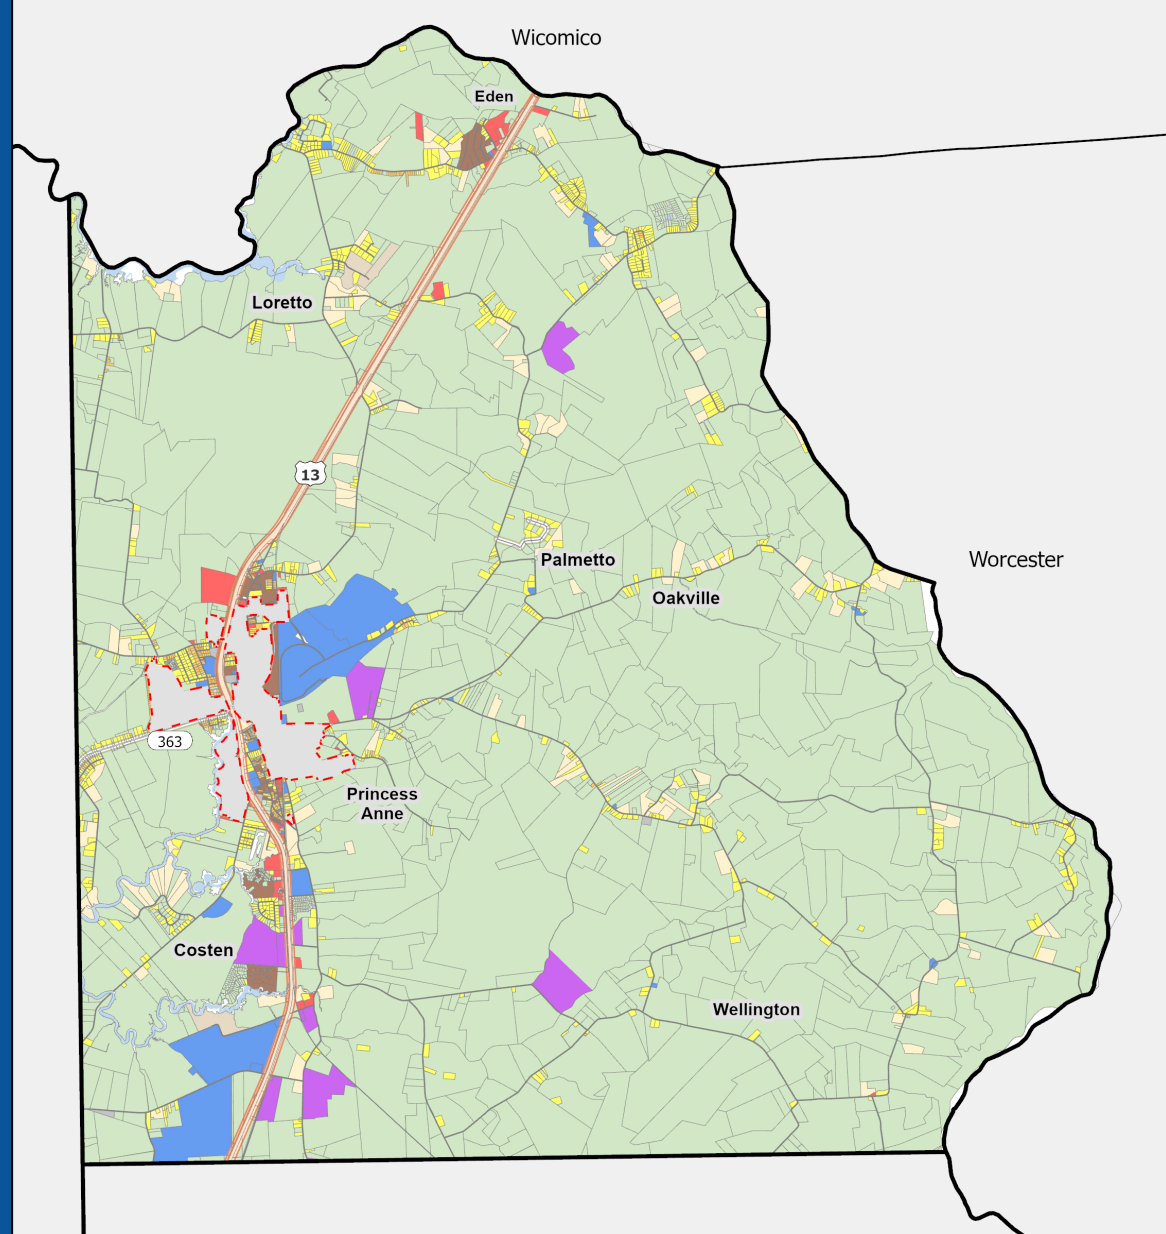 Wicomico
Eden
Loretto
13
Palmetto
Worcester
Oakville
363
Princess
Anne
Costen
Wellington